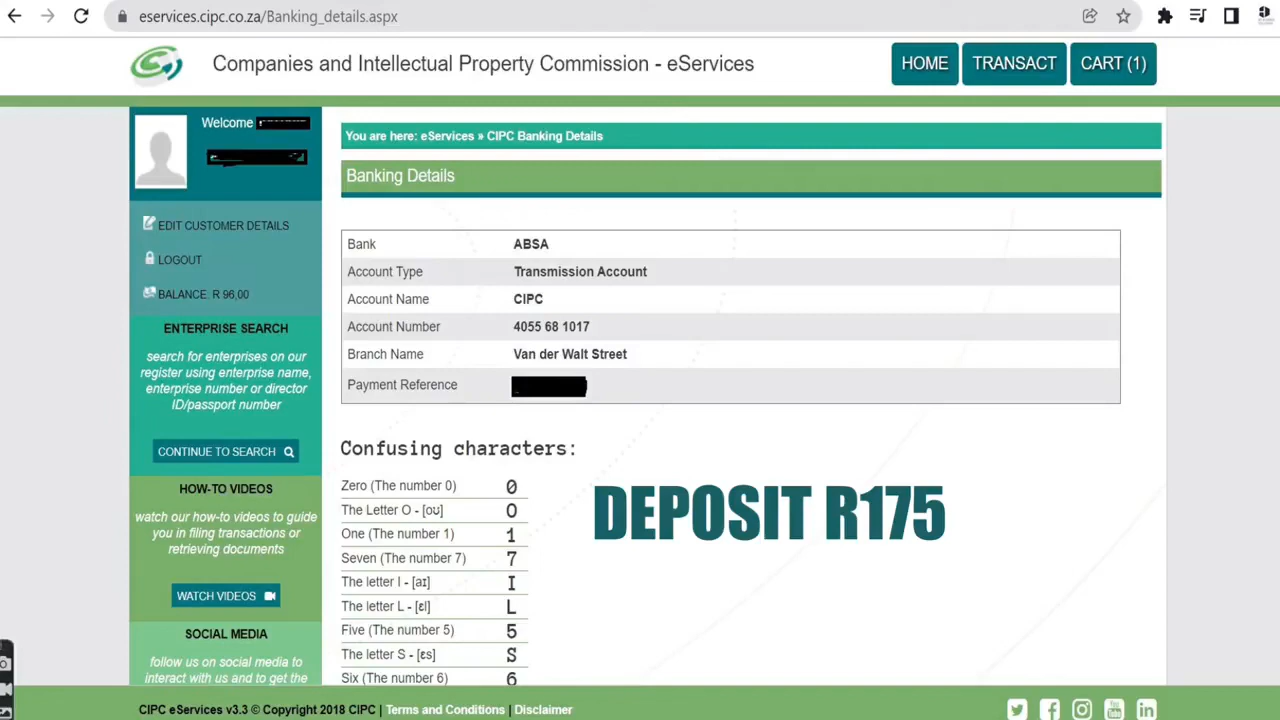 eservices.cipc.co.za/Banking_details.aspx
Companies and Intellectual Property Commission - eServices
HOME
TRANSACT
CART (1)
Welcome
EDIT CUSTOMER DETAILS
LOGOUT
BALANCE: R 96,00
ENTERPRISE SEARCH
search for enterprises on our
register using enterprise name,
enterprise number or director
ID/passport number
CONTINUE TO SEARCH
HOW-TO VIDEOS
watch our how-to videos to guide
you in filing transactions or
retrieving documents
WATCH VIDEOS
SOCIAL MEDIA
follow us on social media to
interact with us and to get the
You are here: eServices » CIPC Banking Details
Banking Details
Bank ABSA
Account Type Transmission Account
Account Name CIPC
Account Number 4055 68 1017
Branch Name Van der Walt Street
Payment Reference
Confusing characters:
Zero (The number 0) 0
The Letter O - [oʊ] O
One (The number 1) 1
Seven (The number 7) 7
The letter I - [aɪ] I
The letter L - [ɛl] L
Five (The number 5) 5
The letter S - [ɛs] S
Six (The number 6) 6
DEPOSIT R175
CIPC eServices v3.3 © Copyright 2018 CIPC | Terms and Conditions | Disclaimer